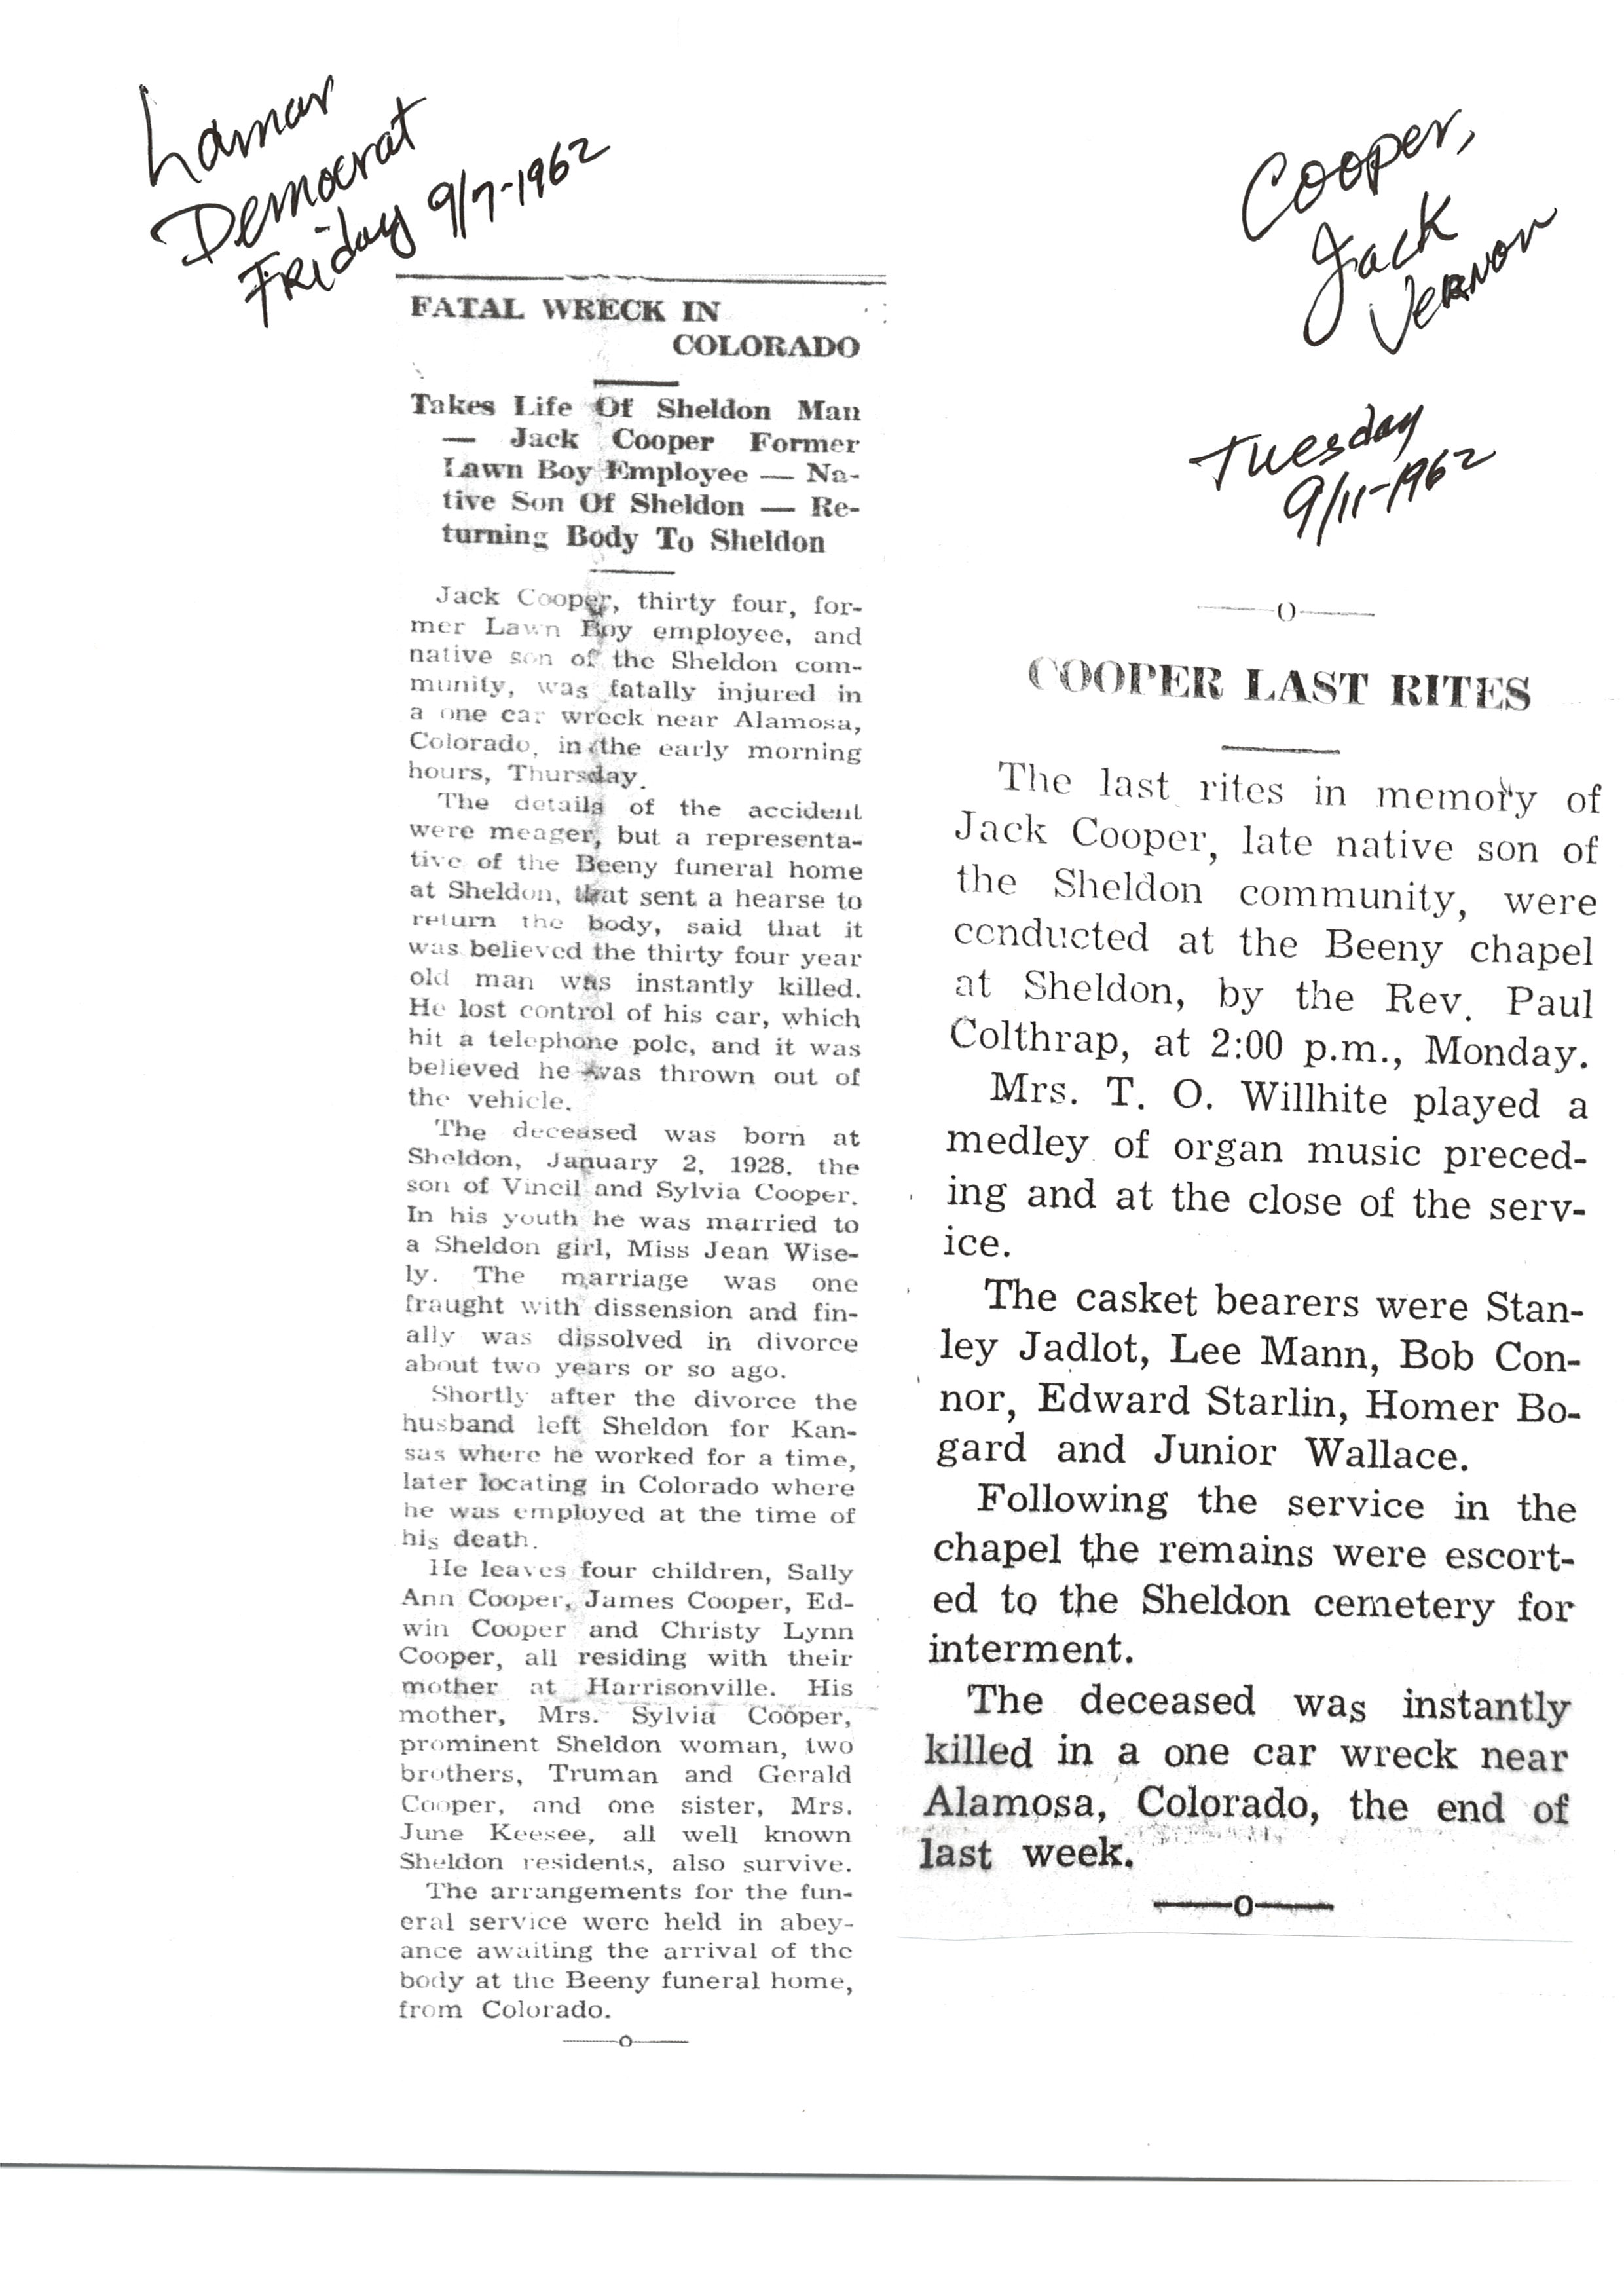 Lamar
Democrat
Friday 9/7-1962
FATAL WRECK IN
COLORADO
Takes Life Of Sheldon Man
— Jack Cooper Former
Lawn Boy Employee — Na-
tive Son Of Sheldon — Re-
turning Body To Sheldon
Jack Cooper, thirty four, for-
mer Lawn Boy employee, and
native son of the Sheldon com-
munity, was fatally injured in
a one car wreck near Alamosa,
Colorado, in the early morning
hours, Thursday.
The details of the accident
were meager, but a representa-
tive of the Beeny funeral home
at Sheldon, that sent a hearse to
return the body, said that it
was believed the thirty four year
old man was instantly killed.
He lost control of his car, which
hit a telephone pole, and it was
believed he was thrown out of
the vehicle.
The deceased was born at
Sheldon, January 2, 1928, the
son of Vincil and Sylvia Cooper.
In his youth he was married to
a Sheldon girl, Miss Jean Wise-
ly. The marriage was one
fraught with dissension and fin-
ally was dissolved in divorce
about two years or so ago.
Shortly after the divorce the
husband left Sheldon for Kan-
sas where he worked for a time,
later locating in Colorado where
he was employed at the time of
his death.
He leaves four children, Sally
Ann Cooper, James Cooper, Ed-
win Cooper and Christy Lynn
Cooper, all residing with their
mother at Harrisonville. His
mother, Mrs. Sylvia Cooper,
prominent Sheldon woman, two
brothers, Truman and Gerald
Cooper, and one sister, Mrs.
June Keesee, all well known
Sheldon residents, also survive.
The arrangements for the fun-
eral service were held in abey-
ance awaiting the arrival of the
body at the Beeny funeral home,
from Colorado.
Cooper,
Jack
Vernon
Tuesday
9/11-1962
COOPER LAST RITES
The last rites in memory of
Jack Cooper, late native son of
the Sheldon community, were
conducted at the Beeny chapel
at Sheldon, by the Rev. Paul
Colthrap, at 2:00 p.m., Monday.
Mrs. T. O. Willhite played a
medley of organ music preced-
ing and at the close of the serv-
ice.
The casket bearers were Stan-
ley Jadlot, Lee Mann, Bob Con-
nor, Edward Starlin, Homer Bo-
gard and Junior Wallace.
Following the service in the
chapel the remains were escort-
ed to the Sheldon cemetery for
interment.
The deceased was instantly
killed in a one car wreck near
Alamosa, Colorado, the end of
last week.